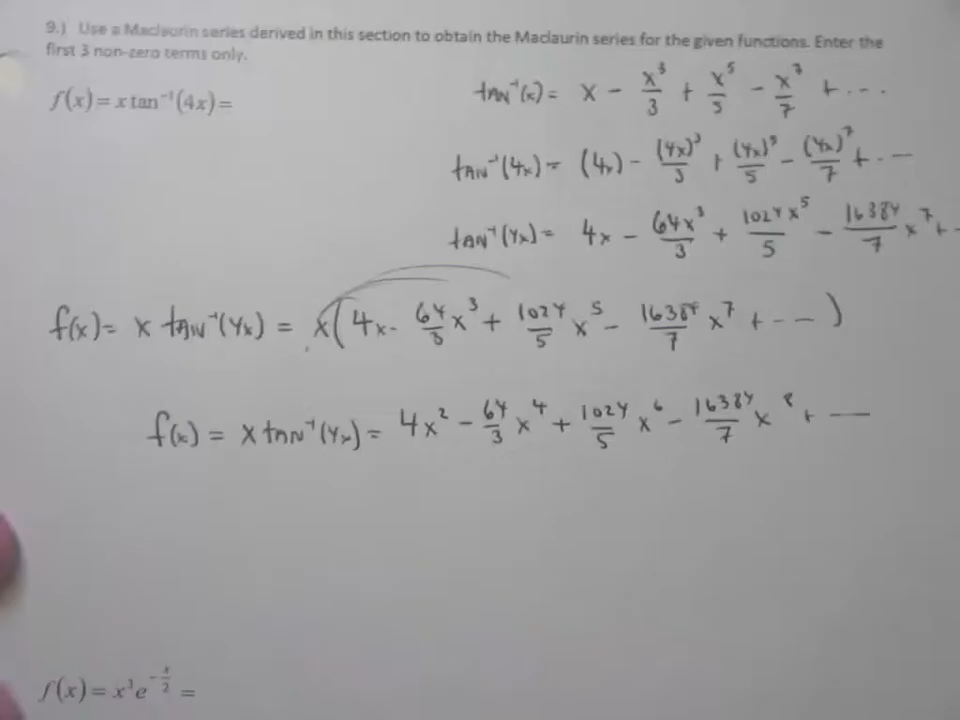 9.) Use a Maclaurin series derived in this section to obtain the Maclaurin series for the given functions. Enter the
first 3 non-zero terms only.
f(x) = x tan⁻¹(4x) =
tan⁻¹(x) = x - x³/3 + x⁵/5 - x⁷/7 + ...
tan⁻¹(4x) = (4x) - (4x)³/3 + (4x)⁵/5 - (4x)⁷/7 + ...
tan⁻¹(4x) = 4x - 64x³/3 + 1024x⁵/5 - 16384/7 x⁷ + -
f(x) = x tan⁻¹(4x) = x(4x - 64/3 x³ + 1024/5 x⁵ - 16384/7 x⁷ + ---)
f(x) = x tan⁻¹(4x) = 4x² - 64/3 x⁴ + 1024/5 x⁶ - 16384/7 x⁸ + ---
f(x) = x³e^(-x/2) =